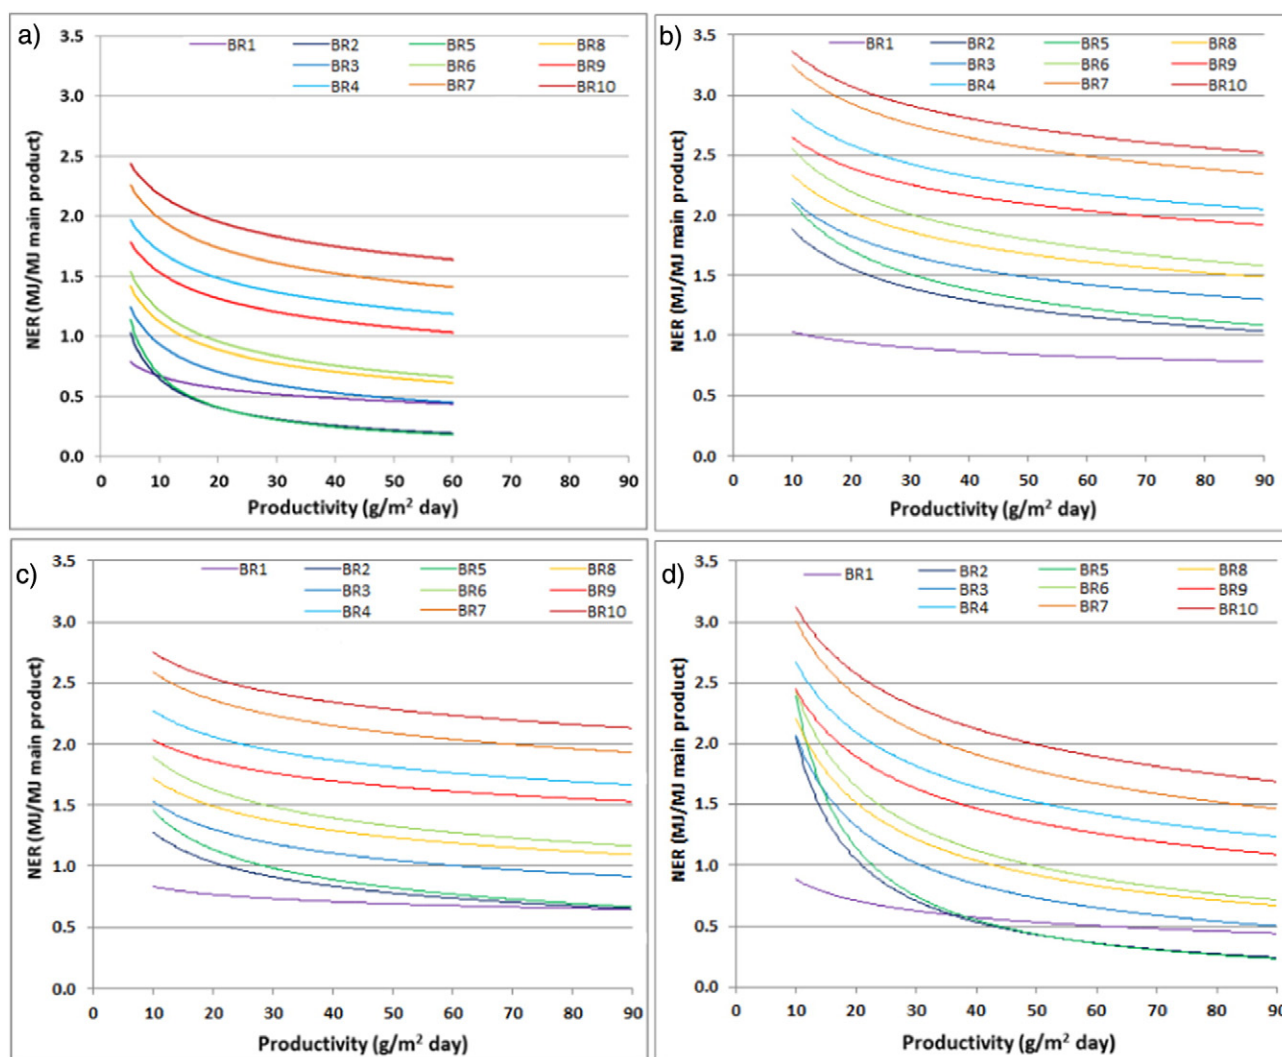 a)
BR1 BR2 BR5 BR8
BR3 BR6 BR9
BR4 BR7 BR10
NER (MJ/MJ main product)
3.5
3.0
2.5
2.0
1.5
1.0
0.5
0.0
0 10 20 30 40 50 60 70 80 90
Productivity (g/m² day)
b)
BR1 BR2 BR5 BR8
BR3 BR6 BR9
BR4 BR7 BR10
NER (MJ/MJ main product)
3.5
3.0
2.5
2.0
1.5
1.0
0.5
0.0
0 10 20 30 40 50 60 70 80 90
Productivity (g/m² day)
c)
BR1 BR2 BR5 BR8
BR3 BR6 BR9
BR4 BR7 BR10
NER (MJ/MJ main product)
3.5
3.0
2.5
2.0
1.5
1.0
0.5
0.0
0 10 20 30 40 50 60 70 80 90
Productivity (g/m² day)
d)
BR1 BR2 BR5 BR8
BR3 BR6 BR9
BR4 BR7 BR10
NER (MJ/MJ main product)
3.5
3.0
2.5
2.0
1.5
1.0
0.5
0.0
0 10 20 30 40 50 60 70 80 90
Productivity (g/m² day)